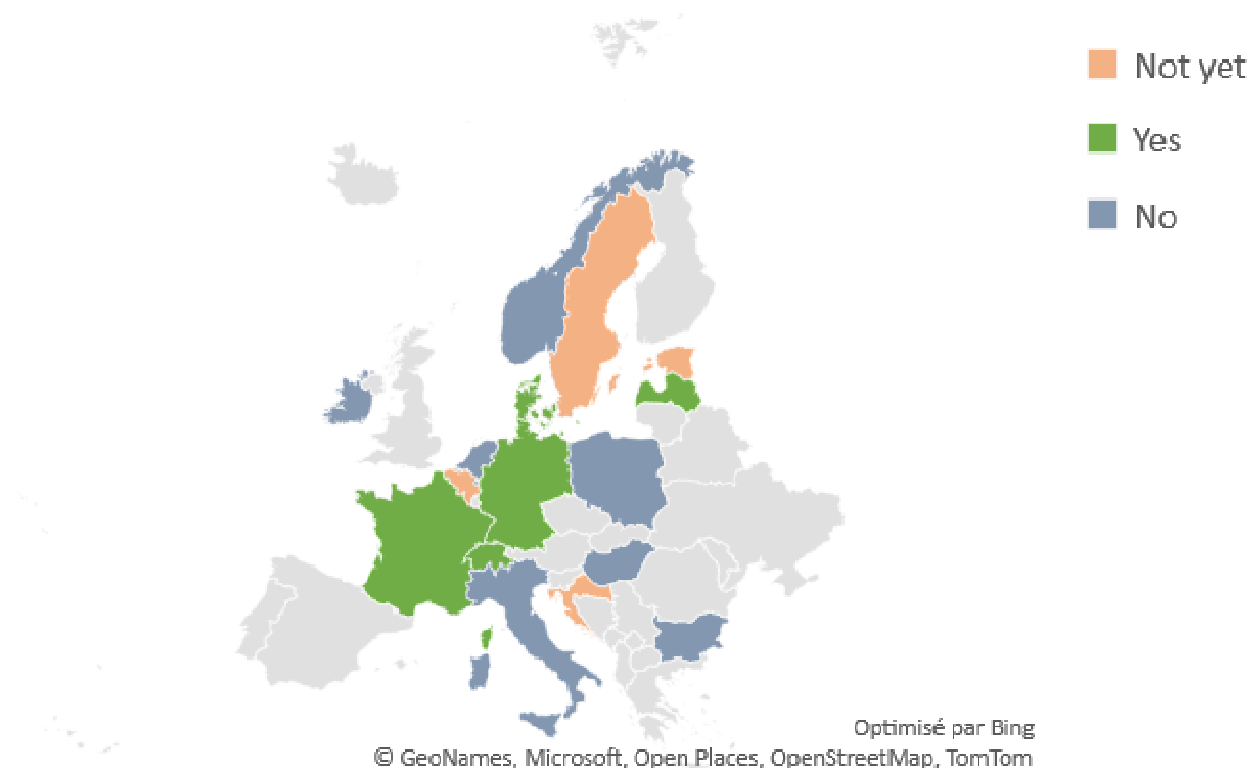 Not yet
Yes
No
Optimisé par Bing
© GeoNames, Microsoft, Open Places, OpenStreetMap, TomTom